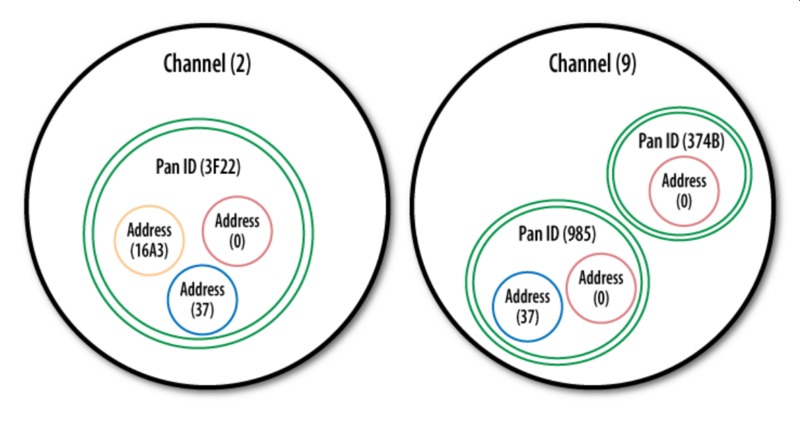 Channel (2)
Pan ID (3F22)
Address
(16A3)
Address
(0)
Address
(37)
Channel (9)
Pan ID (374B)
Address
(0)
Pan ID (985)
Address
(37)
Address
(0)